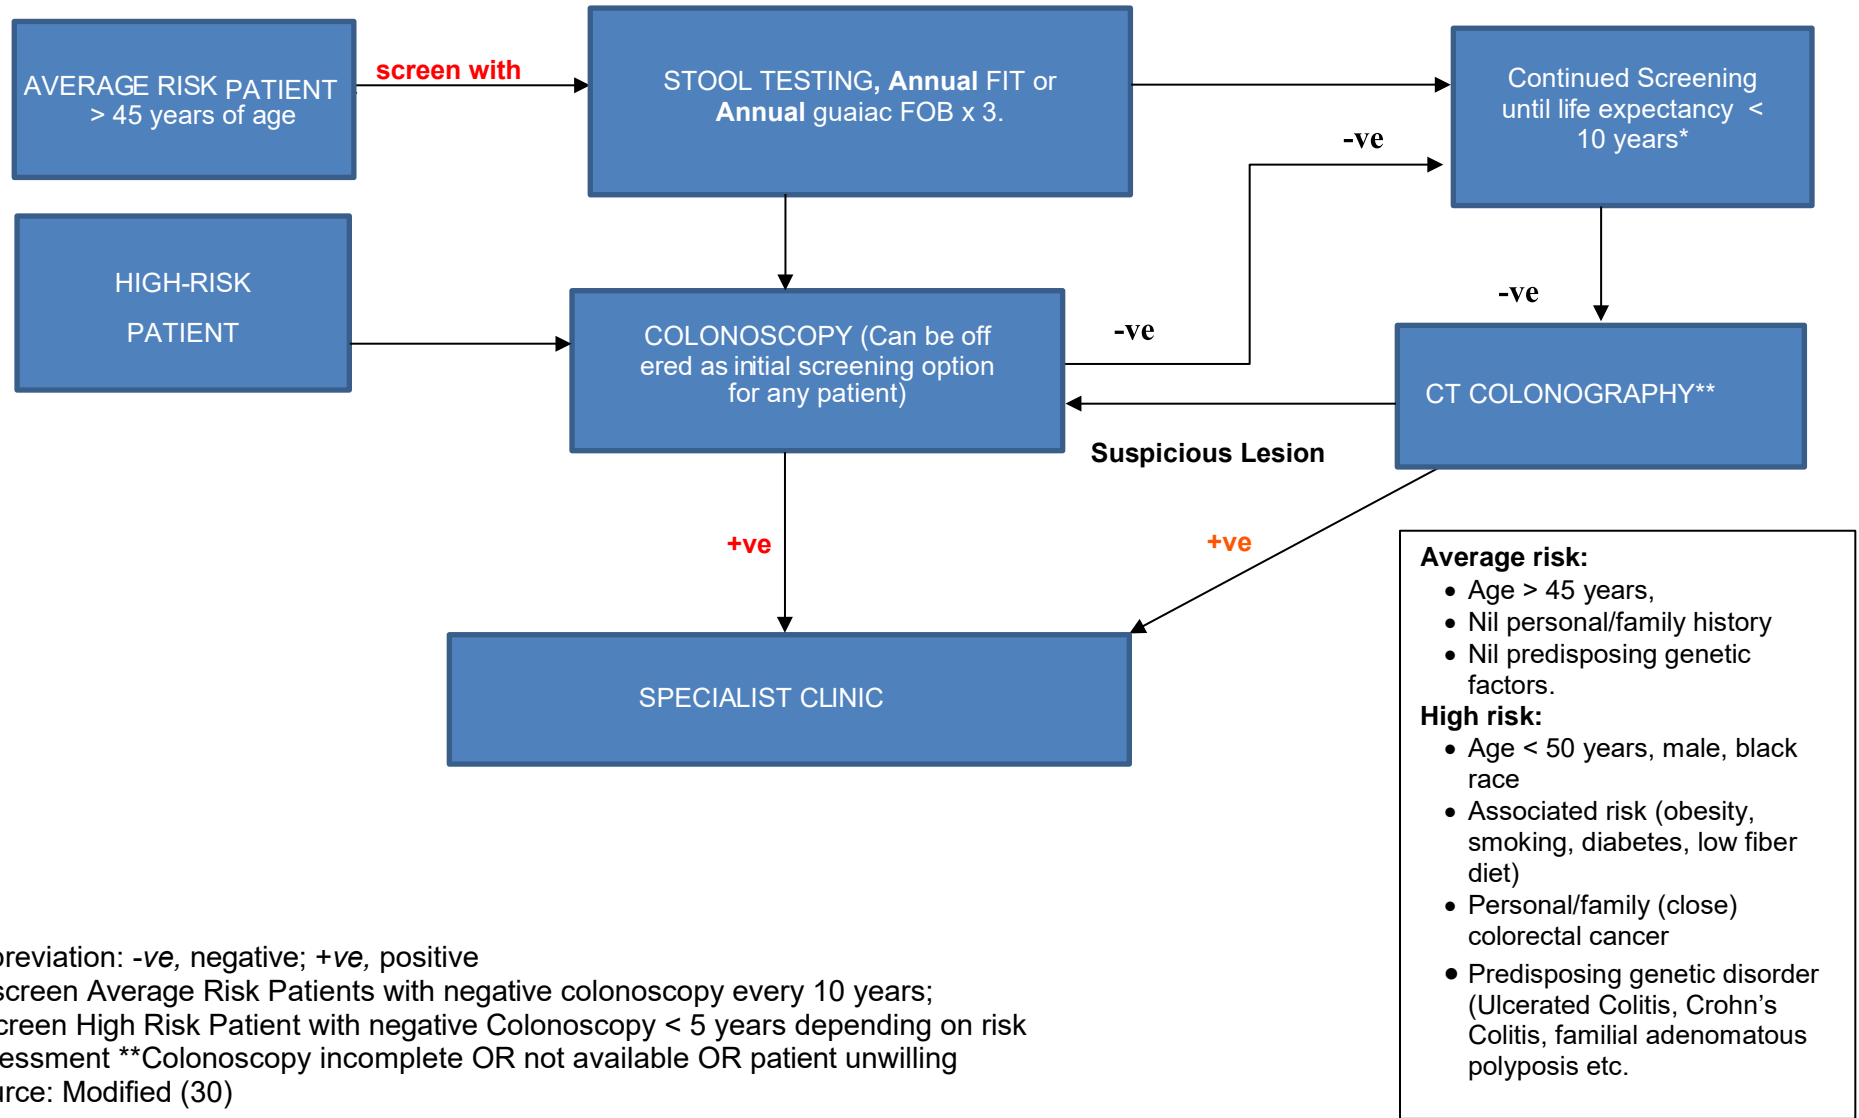 AVERAGE RISK PATIENT
> 45 years of age
screen with
STOOL TESTING, Annual FIT or
Annual guaiac FOB x 3.
Continued Screening
until life expectancy <
10 years*
-ve
HIGH-RISK
PATIENT
COLONOSCOPY (Can be off
ered as initial screening option
for any patient)
-ve
-ve
CT COLONOGRAPHY**
Suspicious Lesion
+ve
+ve
SPECIALIST CLINIC
Average risk:
• Age > 45 years,
• Nil personal/family history
• Nil predisposing genetic
factors.
High risk:
• Age < 50 years, male, black
race
• Associated risk (obesity,
smoking, diabetes, low fiber
diet)
• Personal/family (close)
colorectal cancer
• Predisposing genetic disorder
(Ulcerated Colitis, Crohn's
Colitis, familial adenomatous
polyposis etc.
breviation: -ve, negative; +ve, positive
screen Average Risk Patients with negative colonoscopy every 10 years;
creen High Risk Patient with negative Colonoscopy < 5 years depending on risk
essment **Colonoscopy incomplete OR not available OR patient unwilling
urce: Modified (30)